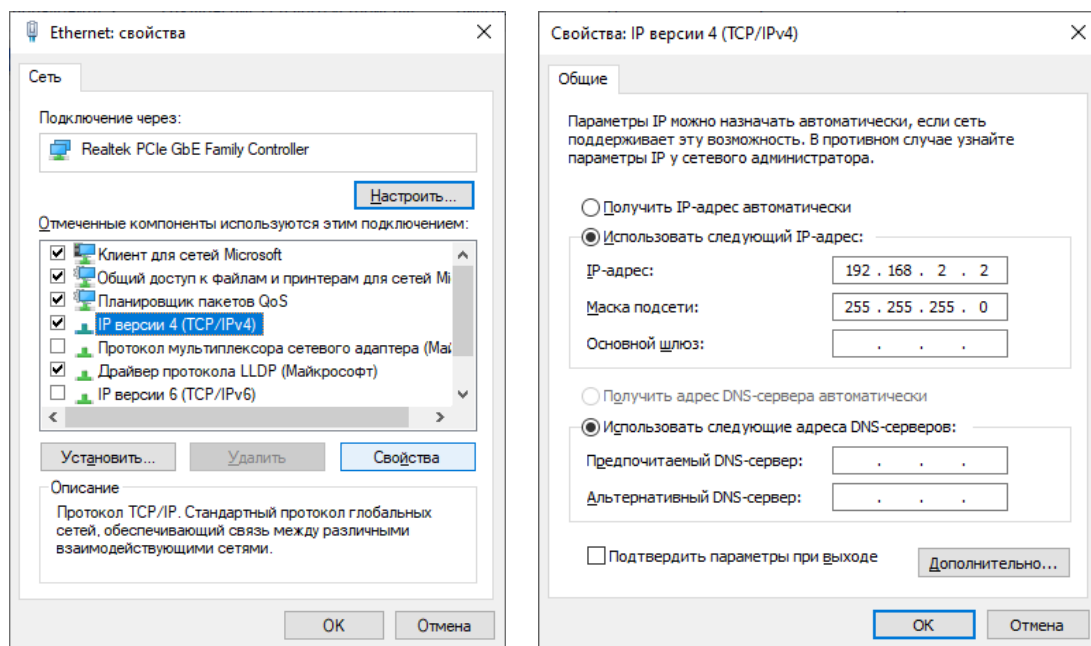 Ethernet: свойства
Сеть
Подключение через:
Realtek PCIe GbE Family Controller
Настроить...
Отмеченные компоненты используются этим подключением:
Клиент для сетей Microsoft
Общий доступ к файлам и принтерам для сетей Mi
Планировщик пакетов QoS
IP версии 4 (TCP/IPv4)
Протокол мультиплексора сетевого адаптера (Май
Драйвер протокола LLDP (Майкрософт)
IP версии 6 (TCP/IPv6)
Установить...
Удалить
Свойства
Описание
Протокол TCP/IP. Стандартный протокол глобальных
сетей, обеспечивающий связь между различными
взаимодействующими сетями.
OK
Отмена
Свойства: IP версии 4 (TCP/IPv4)
Общие
Параметры IP можно назначать автоматически, если сеть
поддерживает эту возможность. В противном случае узнайте
параметры IP у сетевого администратора.
Получить IP-адрес автоматически
Использовать следующий IP-адрес:
IP-адрес: 192 . 168 . 2 . 2
Маска подсети: 255 . 255 . 255 . 0
Основной шлюз: . . .
Получить адрес DNS-сервера автоматически
Использовать следующие адреса DNS-серверов:
Предпочитаемый DNS-сервер: . . .
Альтернативный DNS-сервер: . . .
Подтвердить параметры при выходе
Дополнительно...
OK
Отмена